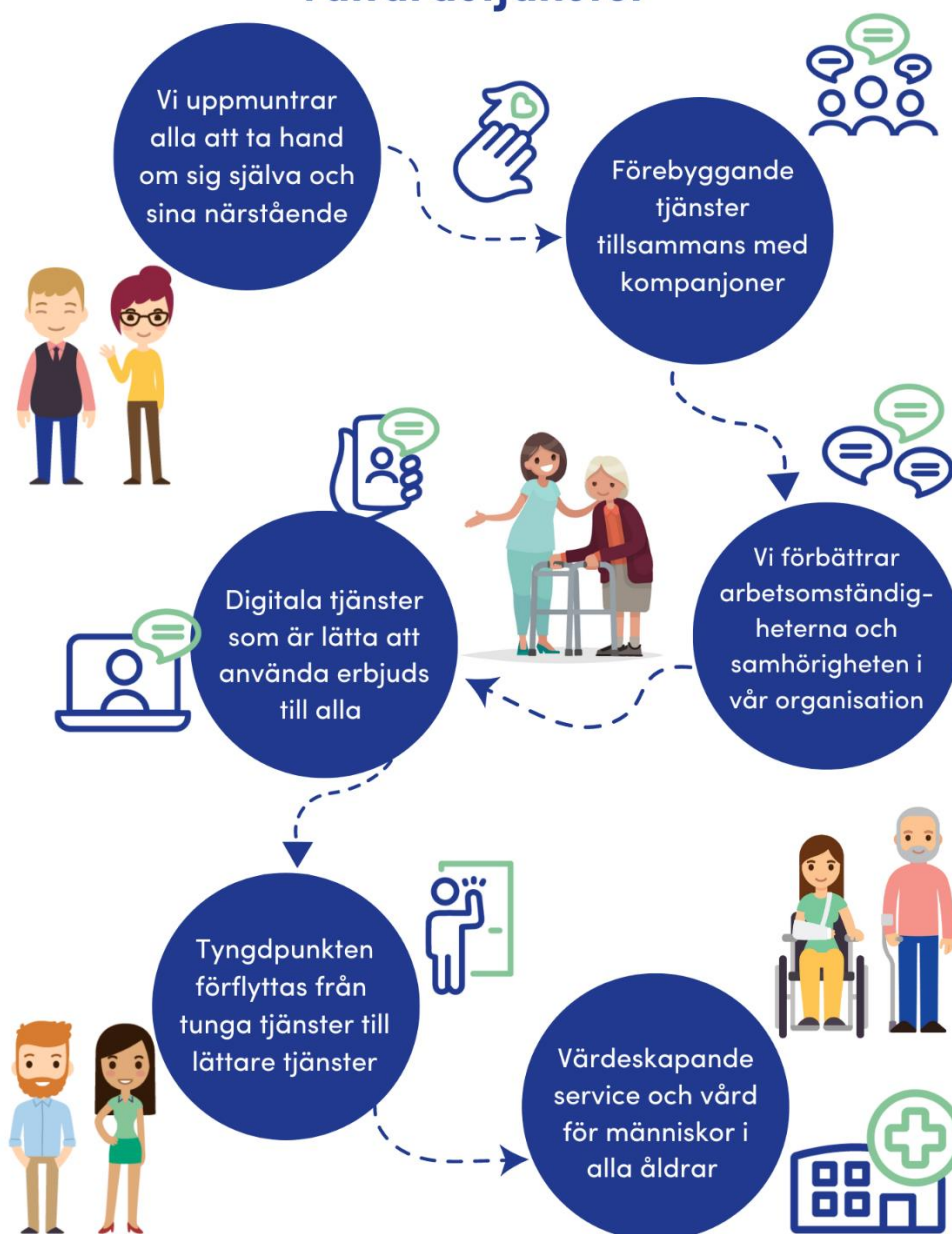 Vi uppmuntrar
alla att ta hand
om sig själva och
sina närstående
Förebyggande
tjänster
tillsammans med
kompanjoner
Vi förbättrar
arbetsomständig-
heterna och
samhörigheten i
vår organisation
Digitala tjänster
som är lätta att
använda erbjuds
till alla
Tyngdpunkten
förflyttas från
tunga tjänster till
lättare tjänster
Värdeskapande
service och vård
för människor i
alla åldrar